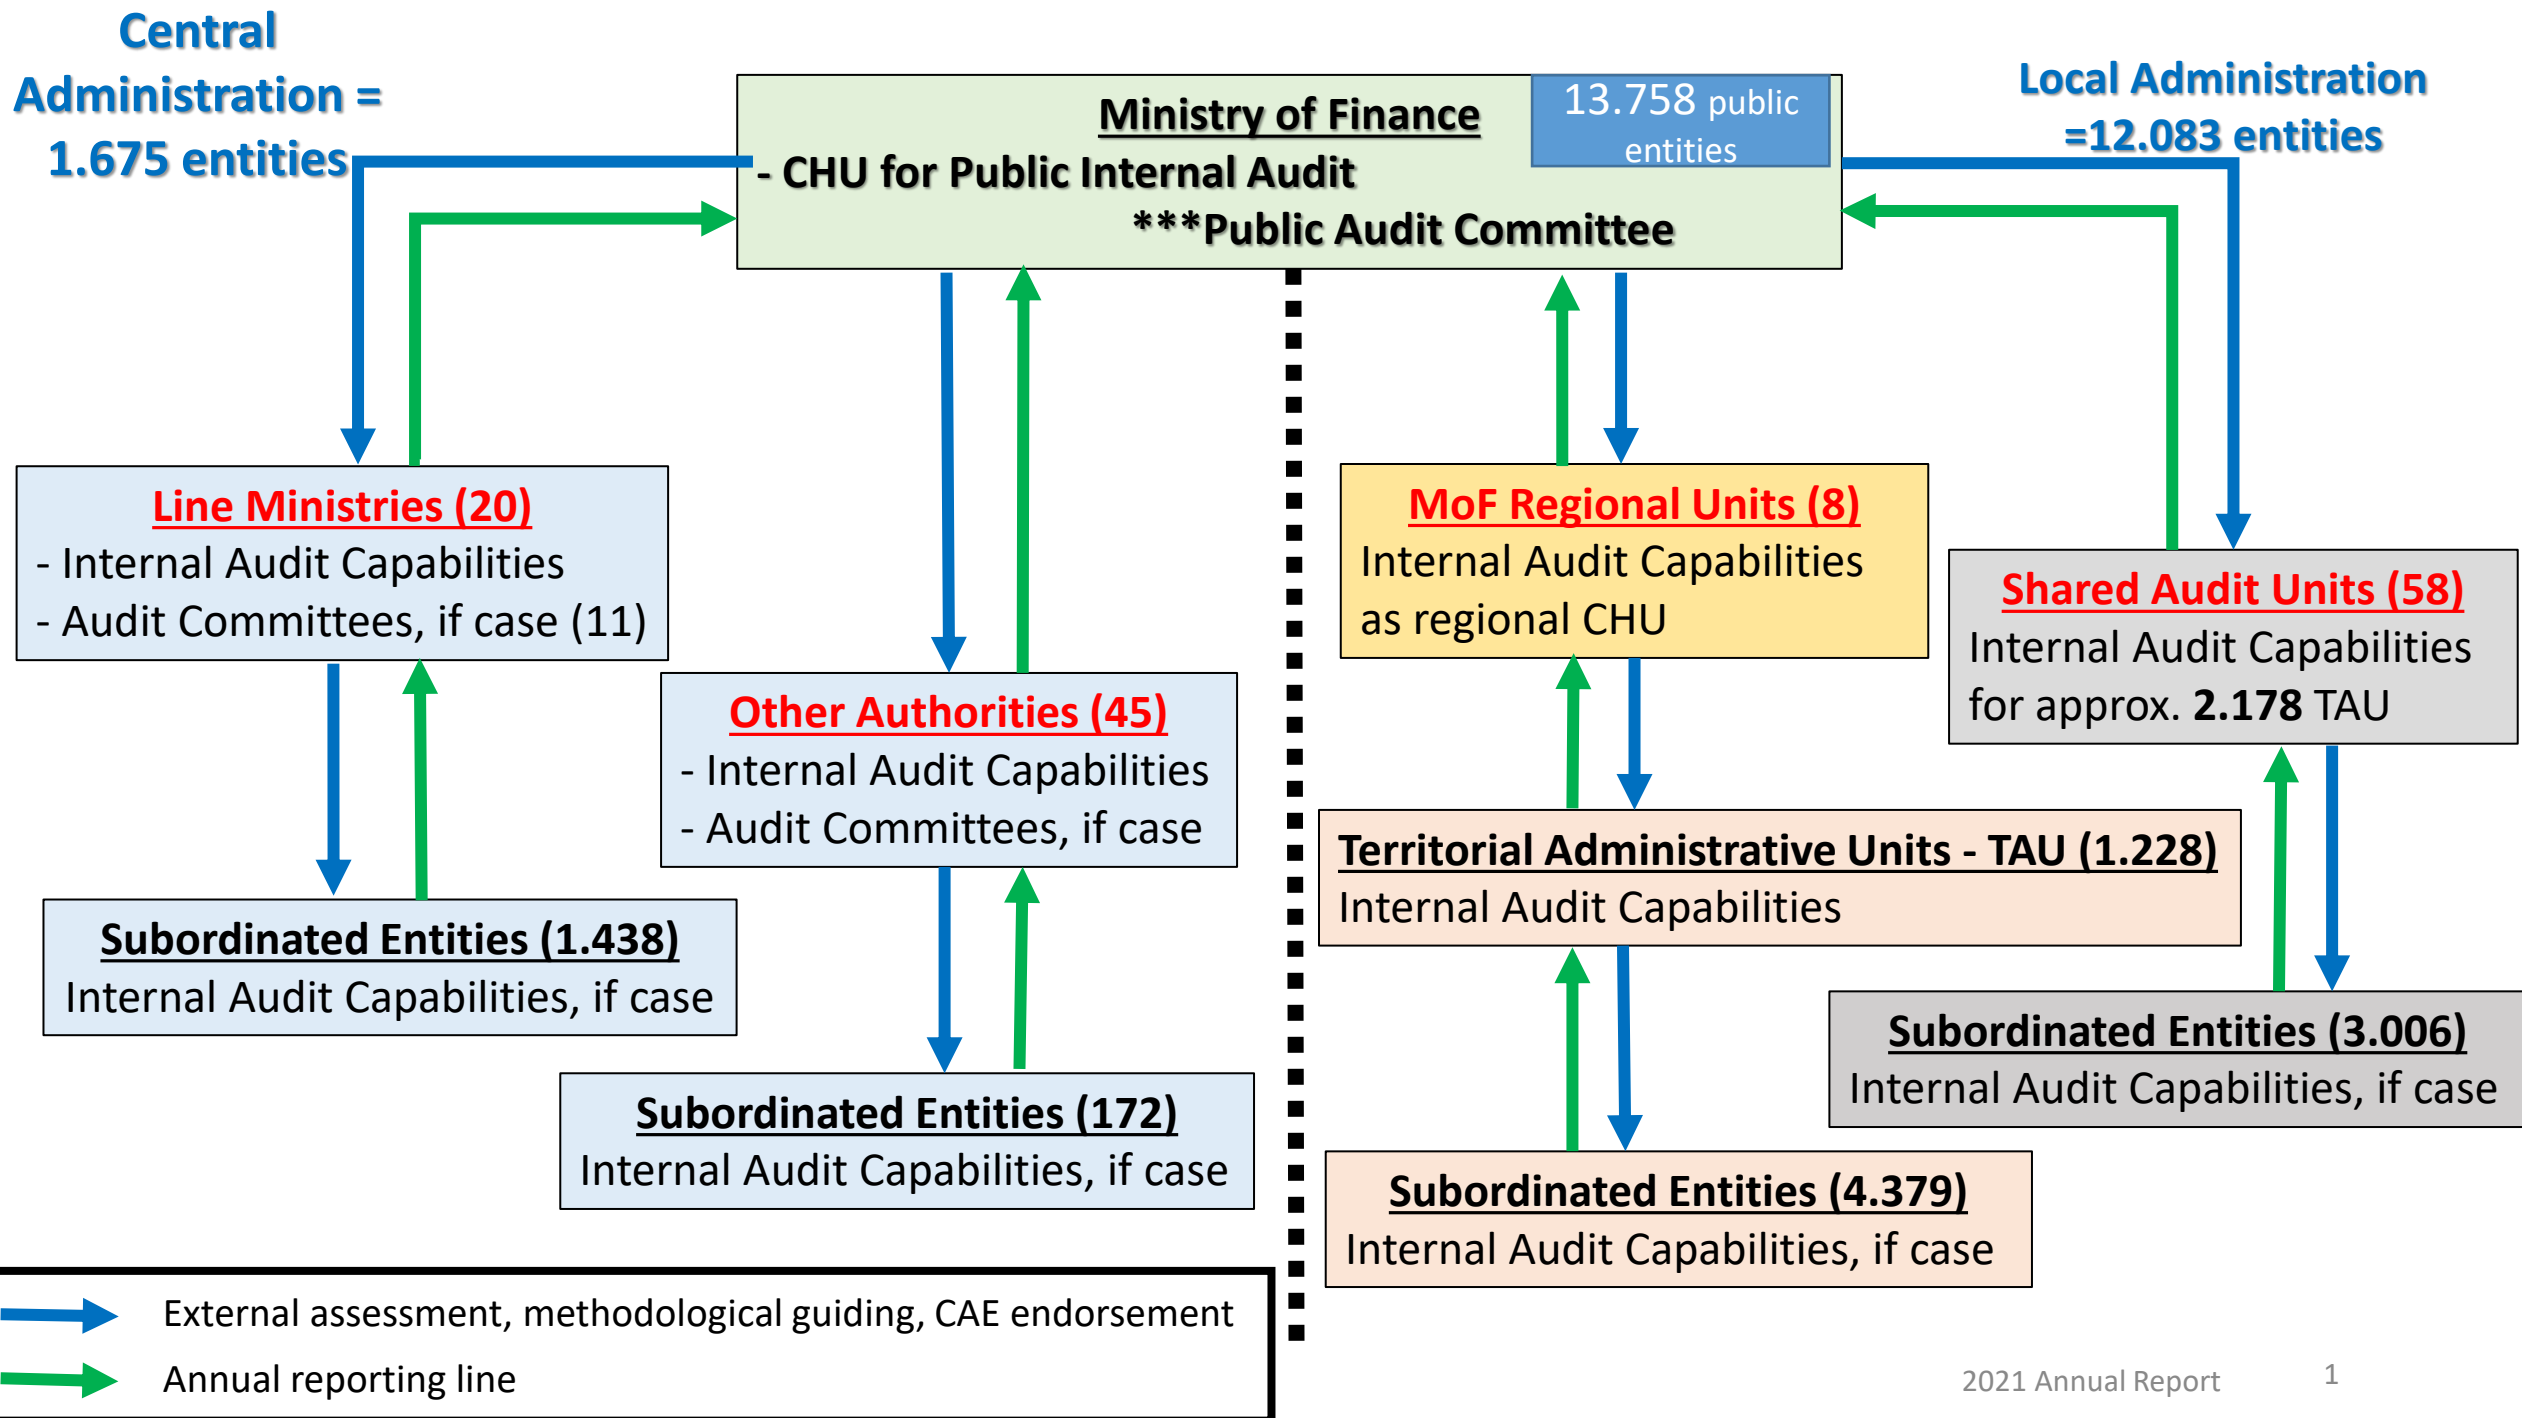 Central
Administration =
1.675 entities
Ministry of Finance
- CHU for Public Internal Audit
***Public Audit Committee
13.758 public
entities
Local Administration
=12.083 entities
Line Ministries (20)
- Internal Audit Capabilities
- Audit Committees, if case (11)
Other Authorities (45)
- Internal Audit Capabilities
- Audit Committees, if case
Subordinated Entities (1.438)
Internal Audit Capabilities, if case
Subordinated Entities (172)
Internal Audit Capabilities, if case
MoF Regional Units (8)
Internal Audit Capabilities
as regional CHU
Shared Audit Units (58)
Internal Audit Capabilities
for approx. 2.178 TAU
Territorial Administrative Units - TAU (1.228)
Internal Audit Capabilities
Subordinated Entities (3.006)
Internal Audit Capabilities, if case
Subordinated Entities (4.379)
Internal Audit Capabilities, if case
External assessment, methodological guiding, CAE endorsement
Annual reporting line
2021 Annual Report
1